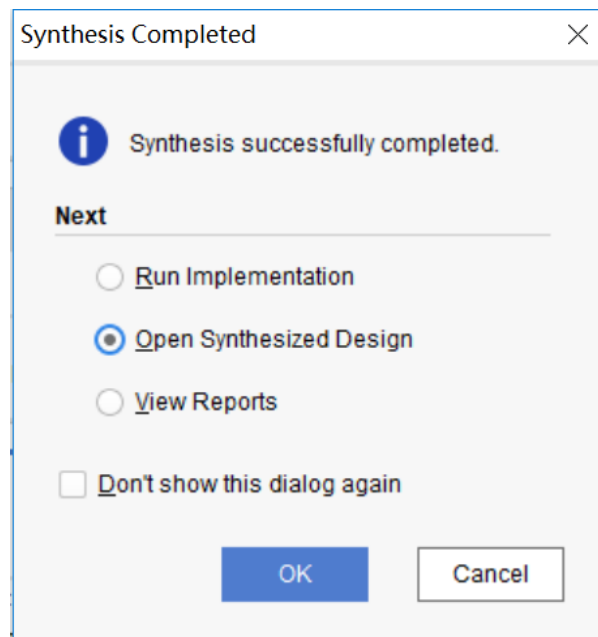 Synthesis Completed
Synthesis successfully completed.
Next
Run Implementation
Open Synthesized Design
View Reports
Don't show this dialog again
OK
Cancel